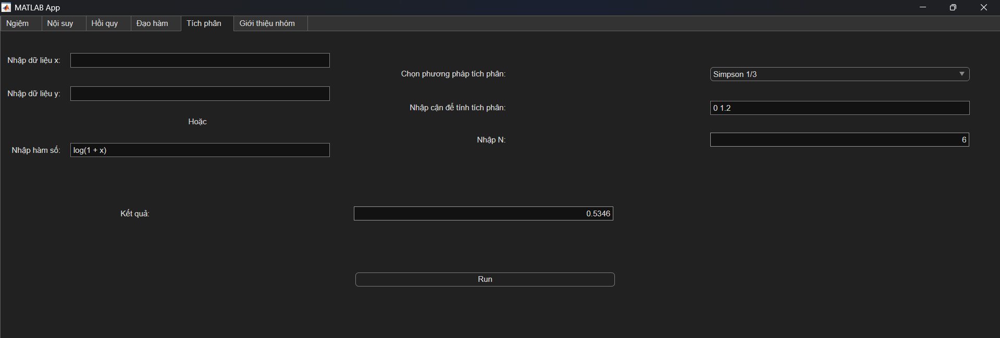 MATLAB App
Ngiệm Nội suy Hồi quy Đạo hàm Tích phân Giới thiệu nhóm
Nhập dữ liệu x:
Nhập dữ liệu y:
Hoặc
Nhập hàm số: log(1 + x)
Chọn phương pháp tích phân: Simpson 1/3
Nhập cận để tính tích phân: 0 1.2
Nhập N: 6
Kết quả: 0.5346
Run